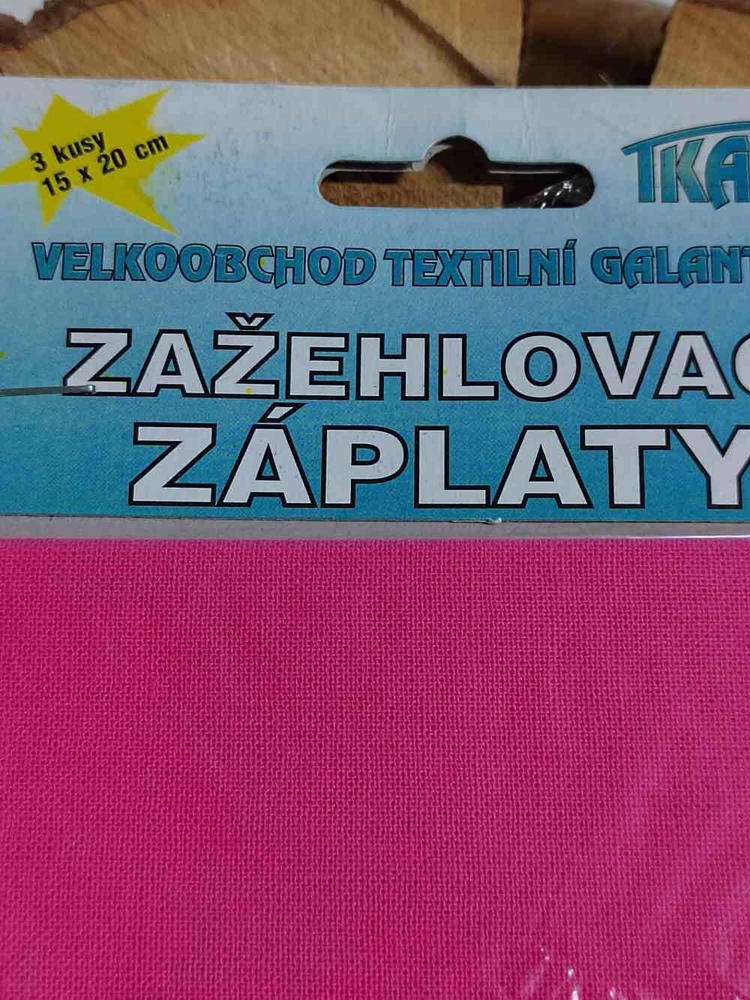 3 kusy
15 x 20 cm
TKA
VELKOOBCHOD TEXTILNÍ GALANT
ZAŽEHLOVAC
ZÁPLATY